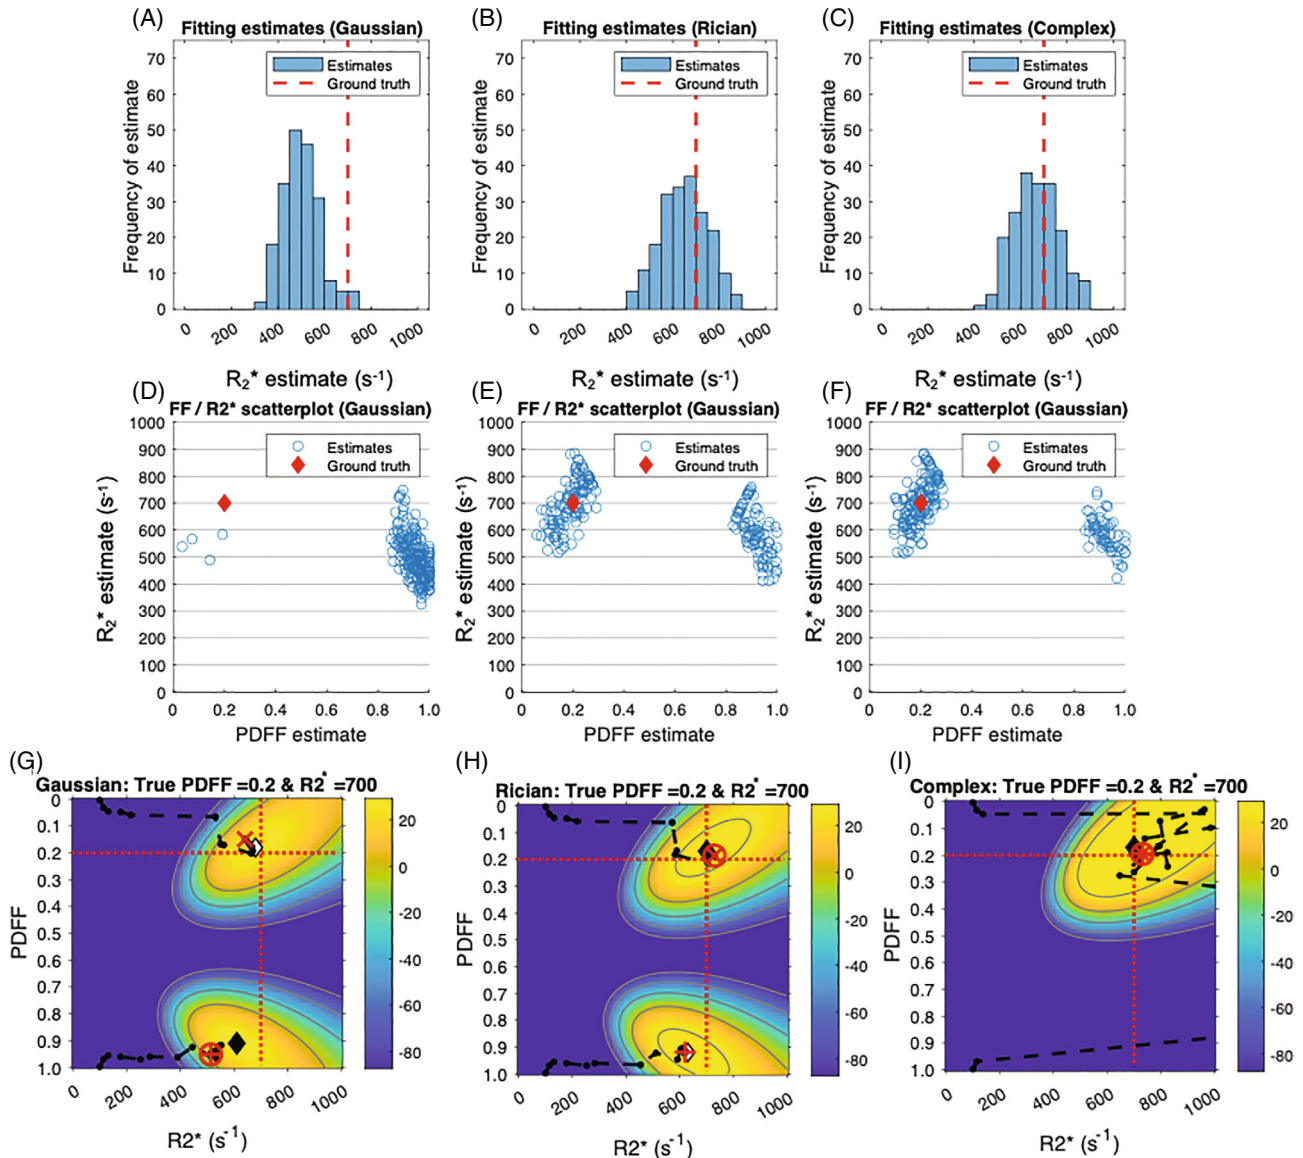 (A)
Fitting estimates (Gaussian)
70
60
50
40
30
20
10
0
Frequency of estimate
Estimates
Ground truth
0
200
400
600
800
1000
R2* estimate (s-1)
(B)
Fitting estimates (Rician)
70
60
50
40
30
20
10
0
Frequency of estimate
Estimates
Ground truth
0
200
400
600
800
1000
R2* estimate (s-1)
(C)
Fitting estimates (Complex)
70
60
50
40
30
20
10
0
Frequency of estimate
Estimates
Ground truth
0
200
400
600
800
1000
R2* estimate (s-1)
(D)
FF / R2* scatterplot (Gaussian)
1000
900
800
700
600
500
400
300
200
100
0
R2* estimate (s-1)
Estimates
Ground truth
0 0.2 0.4 0.6 0.8 1.0
PDFF estimate
(E)
FF / R2* scatterplot (Gaussian)
1000
900
800
700
600
500
400
300
200
100
0
R2* estimate (s-1)
Estimates
Ground truth
0 0.2 0.4 0.6 0.8 1.0
PDFF estimate
(F)
FF / R2* scatterplot (Gaussian)
1000
900
800
700
600
500
400
300
200
100
0
R2* estimate (s-1)
Estimates
Ground truth
0 0.2 0.4 0.6 0.8 1.0
PDFF estimate
(G)
Gaussian: True PDFF =0.2 & R2* =700
0
0.1
0.2
0.3
0.4
0.5
0.6
0.7
0.8
0.9
1.0
PDFF
0
200
400
600
800
1000
R2* (s-1)
20
0
-20
-40
-60
-80
(H)
Rician: True PDFF =0.2 & R2* =700
0
0.1
0.2
0.3
0.4
0.5
0.6
0.7
0.8
0.9
1.0
PDFF
0
200
400
600
800
1000
R2* (s-1)
20
0
-20
-40
-60
-80
(I)
Complex: True PDFF =0.2 & R2* =700
0
0.1
0.2
0.3
0.4
0.5
0.6
0.7
0.8
0.9
1.0
PDFF
0
200
400
600
800
1000
R2* (s-1)
20
0
-20
-40
-60
-80